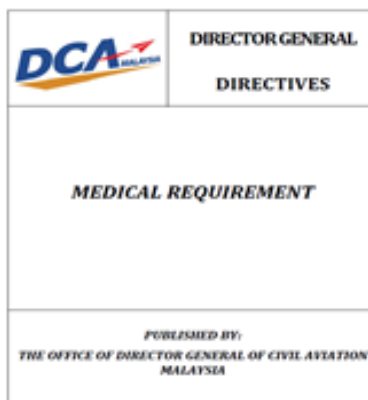 DCA MALAYSIA
DIRECTOR GENERAL
DIRECTIVES
MEDICAL REQUIREMENT
PUBLISHED BY:
THE OFFICE OF DIRECTOR GENERAL OF CIVIL AVIATION
MALAYSIA